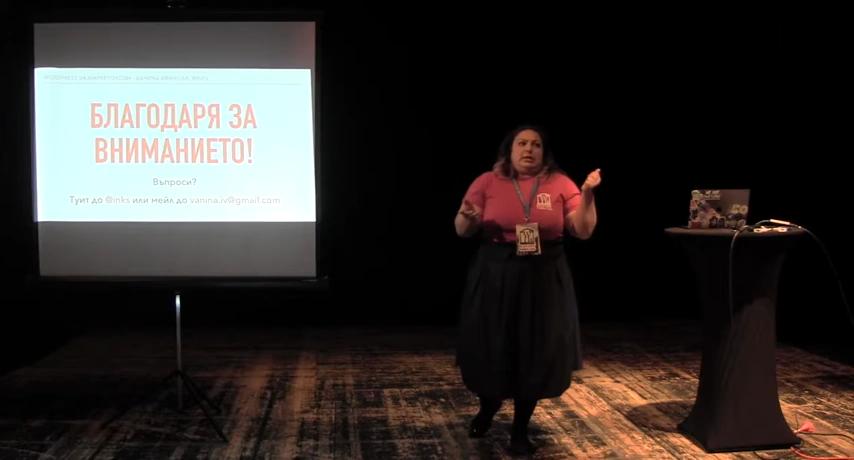 БЛАГОДАРЯ ЗА
ВНИМАНИЕТО!
Въпроси?
Туит до @inks или мейл до vanina.iv@gmail.com